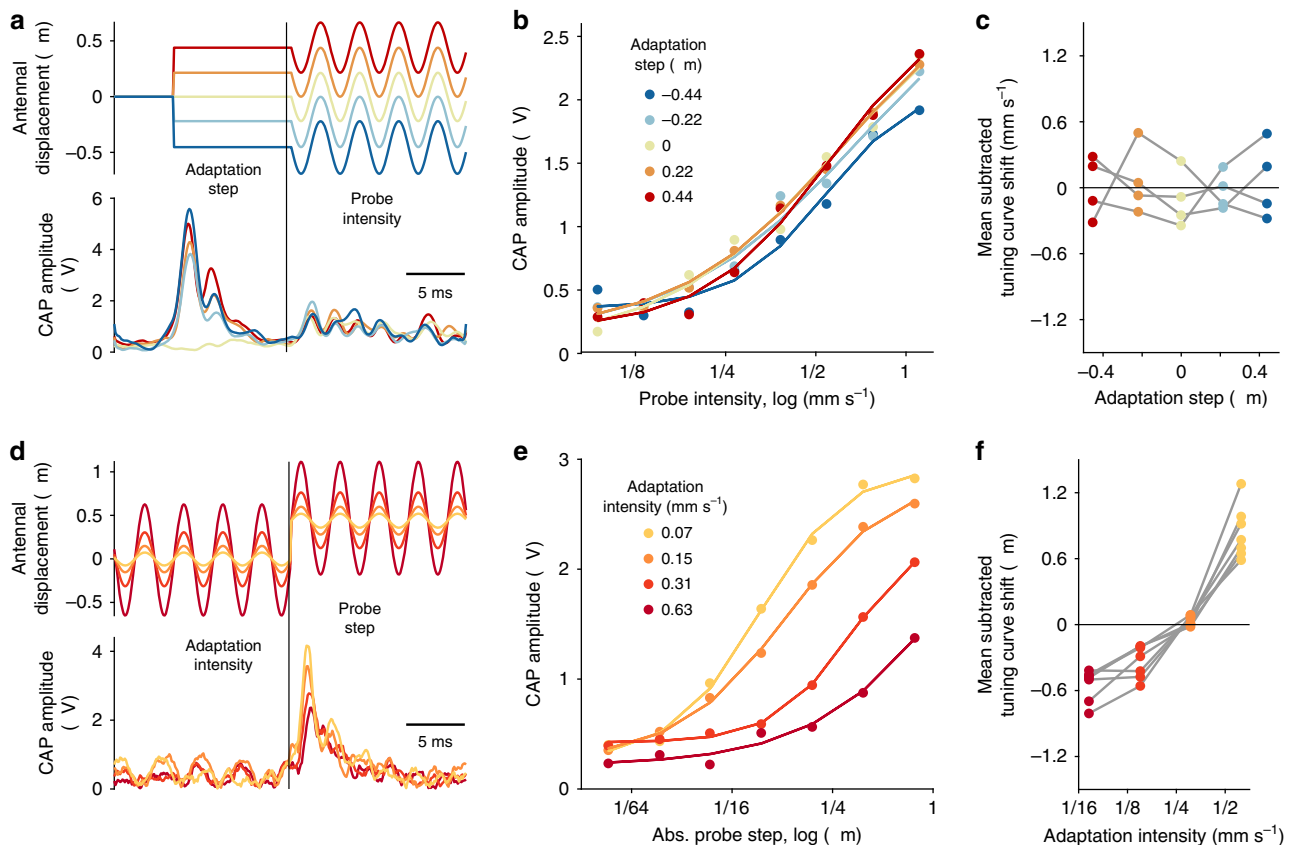 a
Antennal
displacement ( m)
0.5
0
−0.5
Adaptation
step
Probe
intensity
CAP amplitude
( V)
6
4
2
0
5 ms
b
CAP amplitude ( V)
2.5
2.0
1.5
1.0
0.5
0
Adaptation
step ( m)
−0.44
−0.22
0
0.22
0.44
1/8
1/4
1/2
1
Probe intensity, log (mm s⁻¹)
c
Mean subtracted
tuning curve shift (mm s⁻¹)
1.2
0.6
0
−0.6
−1.2
−0.4
0
0.4
Adaptation step ( m)
d
Antennal
displacement ( m)
1
0.5
0
−0.5
Probe
step
Adaptation
intensity
CAP amplitude
( V)
4
2
0
5 ms
e
CAP amplitude ( V)
3
2
1
0
Adaptation
intensity (mm s⁻¹)
0.07
0.15
0.31
0.63
1/64
1/16
1/4
1
Abs. probe step, log ( m)
f
Mean subtracted
tuning curve shift ( m)
1.2
0.6
0
−0.6
−1.2
1/16
1/8
1/4
1/2
Adaptation intensity (mm s⁻¹)